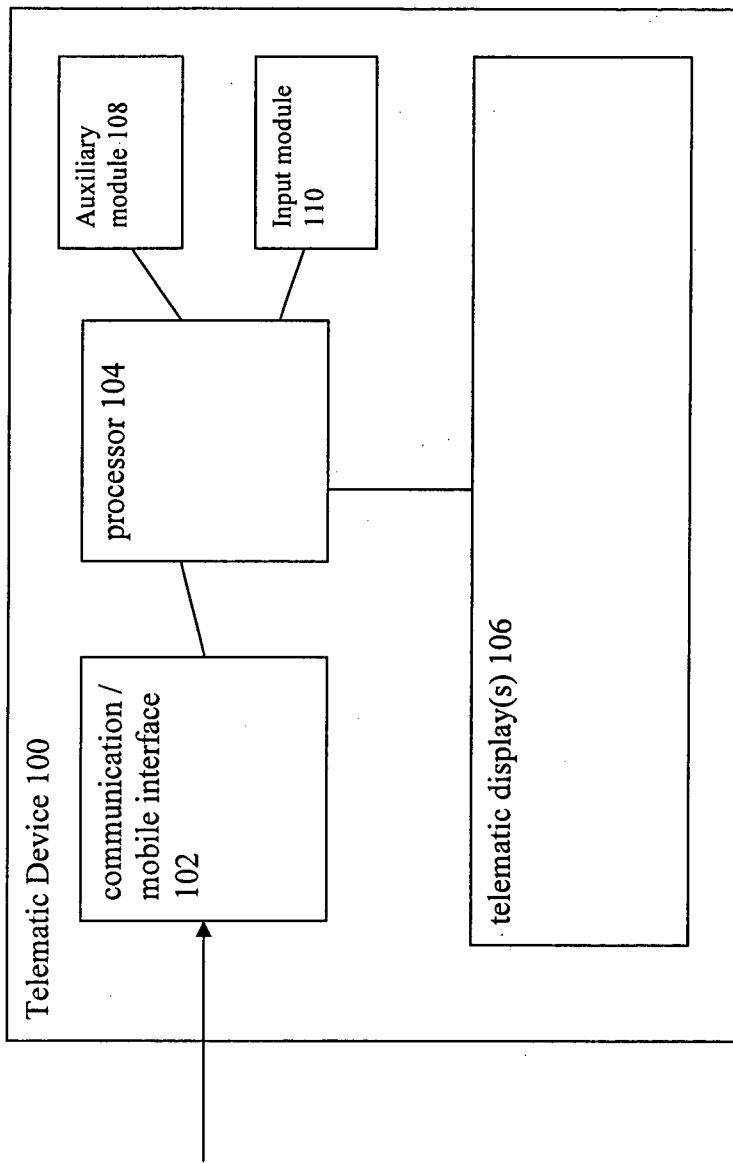 Telematic Device 100
communication /
mobile interface
102
processor 104
Auxiliary
module 108
Input module
110
telematic display(s) 106